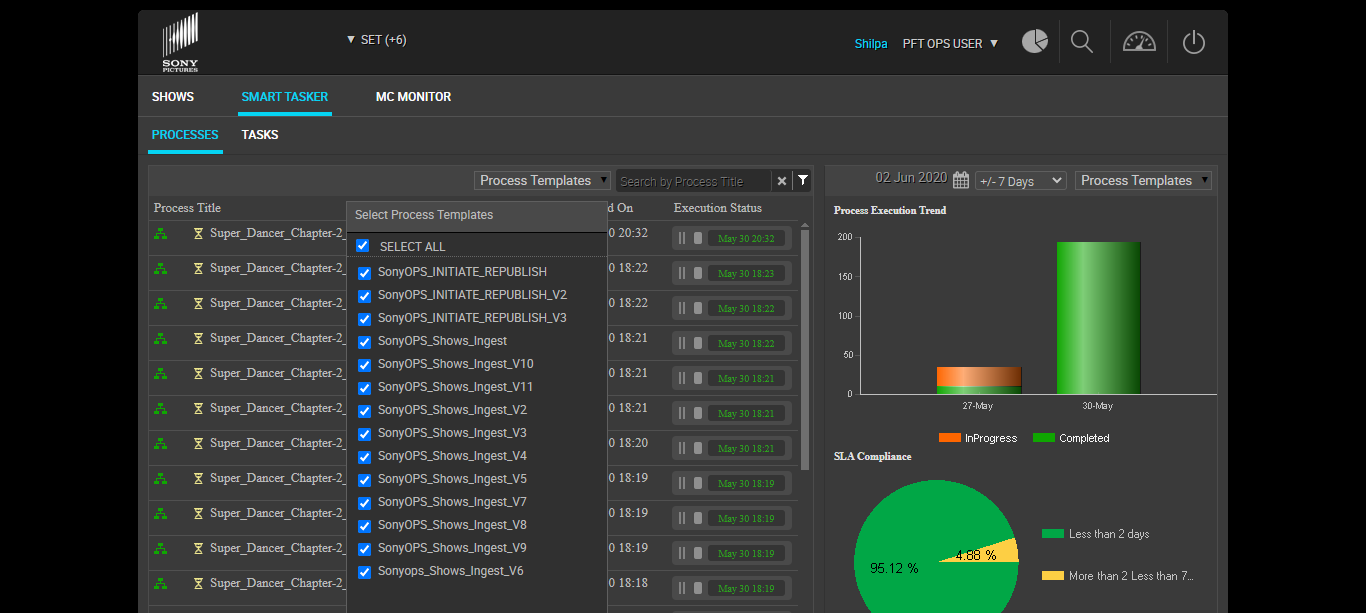 SONY
PICTURES
▼ SET (+6)
Shilpa PFT OPS USER ▼
SHOWS SMART TASKER MC MONITOR
PROCESSES TASKS
Process Templates
Search by Process Title
Process Title
d On
Execution Status
Super_Dancer_Chapter-2_ 0 20:32 May 30 20:32
Super_Dancer_Chapter-2_ 0 18:22 May 30 18:23
Super_Dancer_Chapter-2_ 0 18:22 May 30 18:22
Super_Dancer_Chapter-2_ 0 18:21 May 30 18:22
Super_Dancer_Chapter-2_ 0 18:21 May 30 18:21
Super_Dancer_Chapter-2_ 0 18:21 May 30 18:21
Super_Dancer_Chapter-2_ 0 18:20 May 30 18:21
Super_Dancer_Chapter-2_ 0 18:19 May 30 18:19
Super_Dancer_Chapter-2_ 0 18:19 May 30 18:19
Super_Dancer_Chapter-2_ 0 18:19 May 30 18:19
Super_Dancer_Chapter-2_ 0 18:18 May 30 18:19
Select Process Templates
SELECT ALL
SonyOPS_INITIATE_REPUBLISH
SonyOPS_INITIATE_REPUBLISH_V2
SonyOPS_INITIATE_REPUBLISH_V3
SonyOPS_Shows_Ingest
SonyOPS_Shows_Ingest_V10
SonyOPS_Shows_Ingest_V11
SonyOPS_Shows_Ingest_V2
SonyOPS_Shows_Ingest_V3
SonyOPS_Shows_Ingest_V4
SonyOPS_Shows_Ingest_V5
SonyOPS_Shows_Ingest_V7
SonyOPS_Shows_Ingest_V8
SonyOPS_Shows_Ingest_V9
Sonyops_Shows_Ingest_V6
02 Jun 2020 +/- 7 Days Process Templates
Process Execution Trend
200
150
100
50
0
27-May 30-May
InProgress Completed
SLA Compliance
95.12 %
4.88 %
Less than 2 days
More than 2 Less than 7...